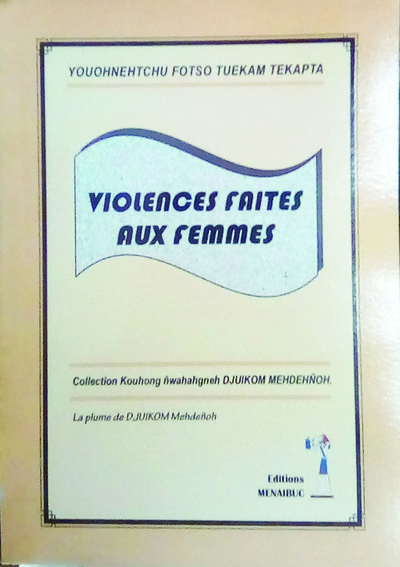 YOUOHNEHTCHU FOTSO TUEKAM TEKAPTA
VIOLENCES FAITES
AUX FEMMES
Collection Kouhong ñwahahgneh DJUIKOM MEHDEHÑOH.
La plume de DJUIKOM Mehdeñoh
Editions
MENAIBUC